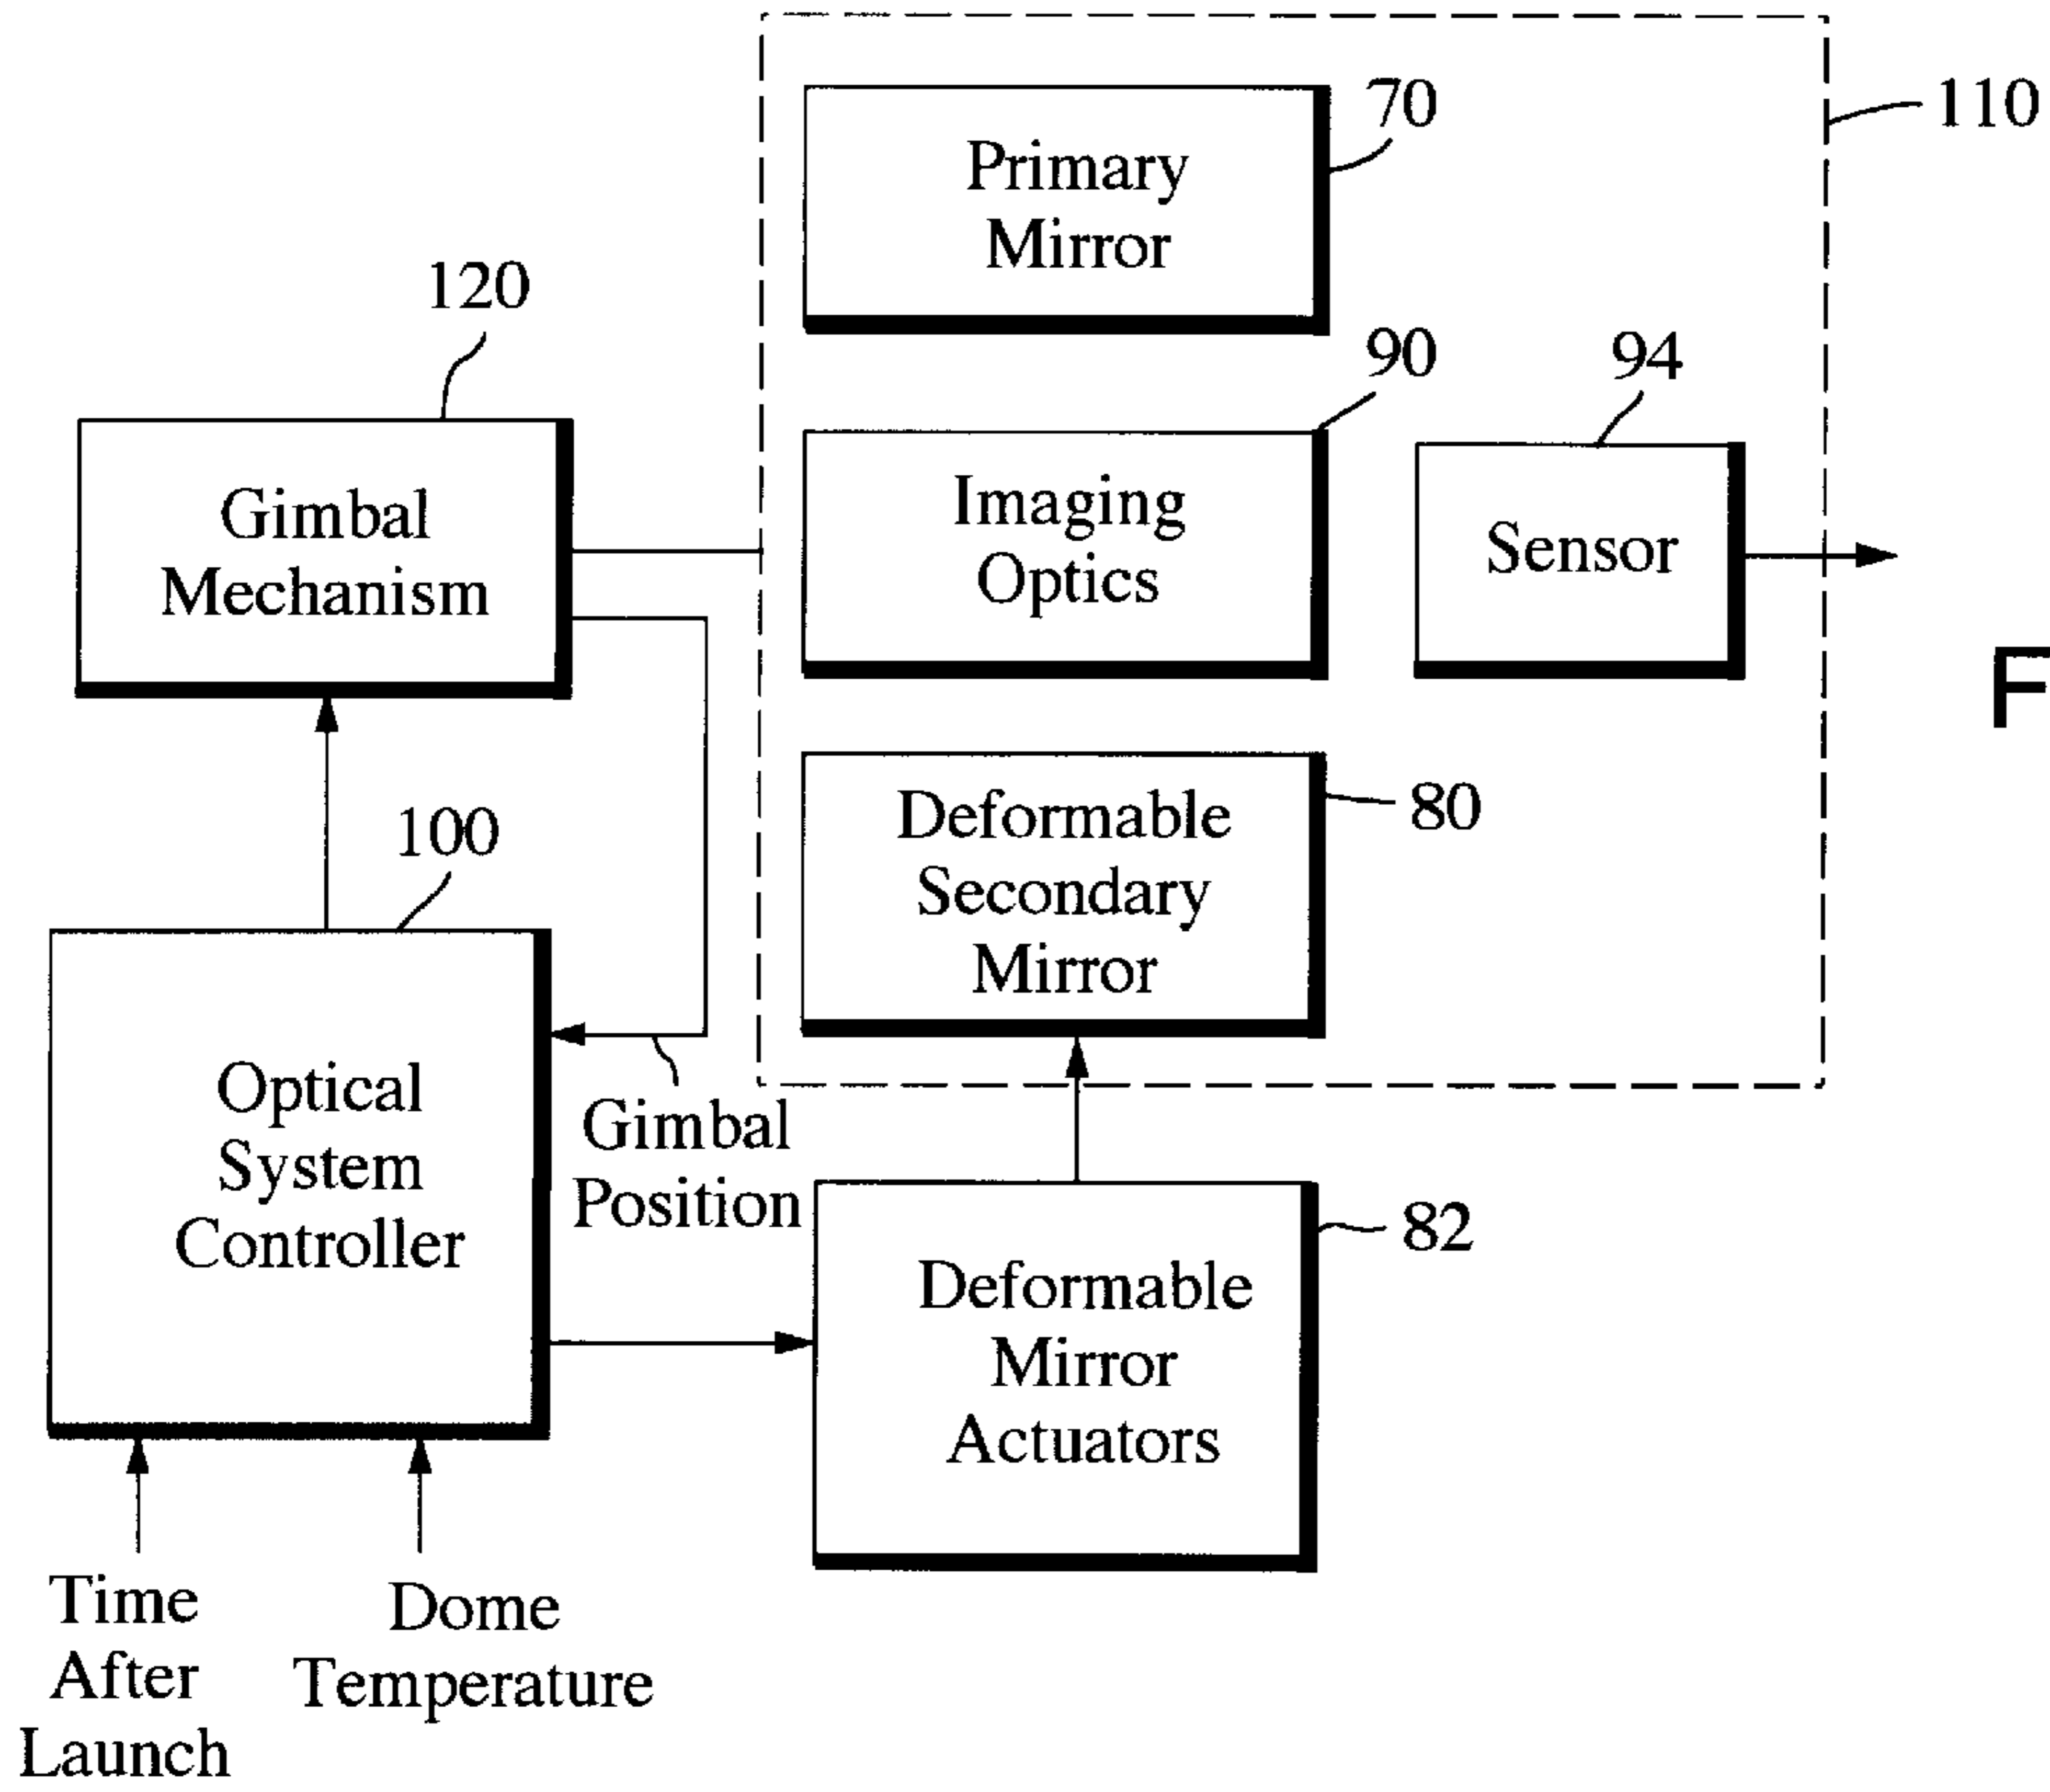 110
70
Primary
Mirror
120
90
94
Gimbal
Mechanism
Imaging
Optics
Sensor
F
100
80
Deformable
Secondary
Mirror
Optical
System
Controller
Gimbal
Position
82
Deformable
Mirror
Actuators
Time
After
Launch
Dome
Temperature